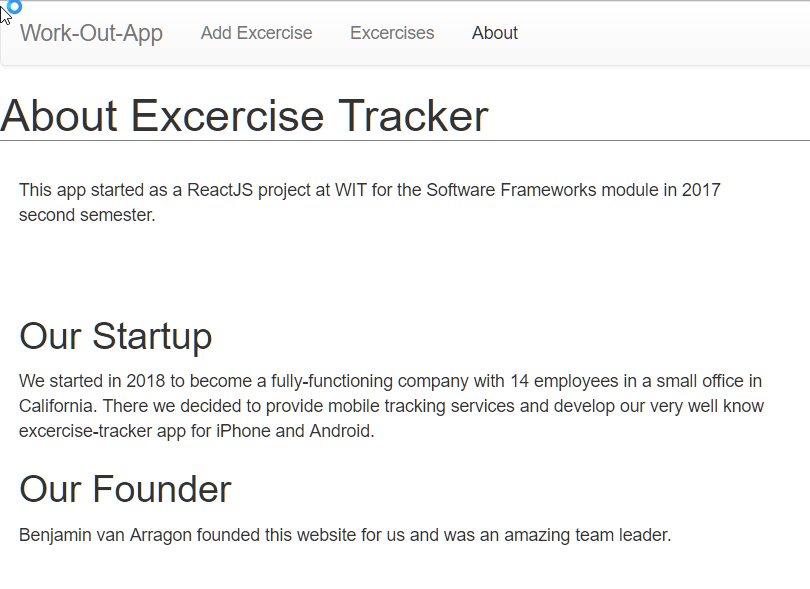 Work-Out-App Add Excercise Excercises About
About Excercise Tracker
This app started as a ReactJS project at WIT for the Software Frameworks module in 2017
second semester.
Our Startup
We started in 2018 to become a fully-functioning company with 14 employees in a small office in
California. There we decided to provide mobile tracking services and develop our very well know
excercise-tracker app for iPhone and Android.
Our Founder
Benjamin van Arragon founded this website for us and was an amazing team leader.